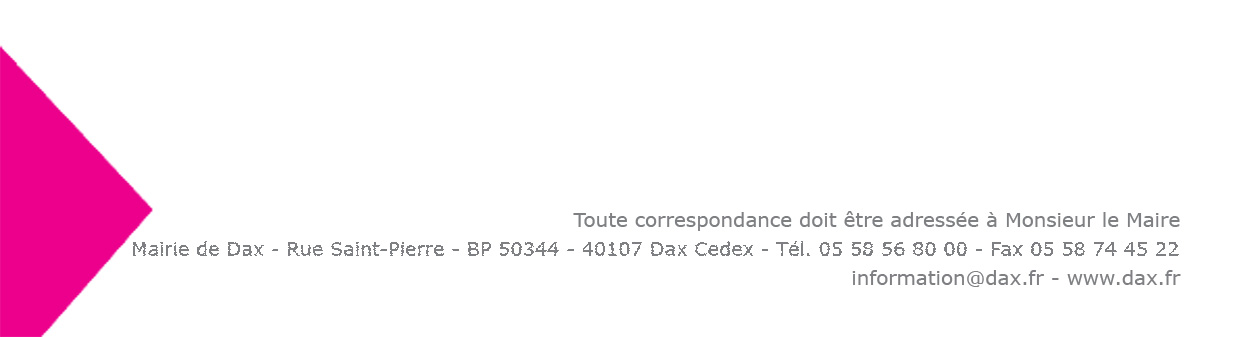 Toute correspondance doit être adressée à Monsieur le Maire
Mairie de Dax - Rue Saint-Pierre - BP 50344 - 40107 Dax Cedex - Tél. 05 58 56 80 00 - Fax 05 58 74 45 22
information@dax.fr - www.dax.fr